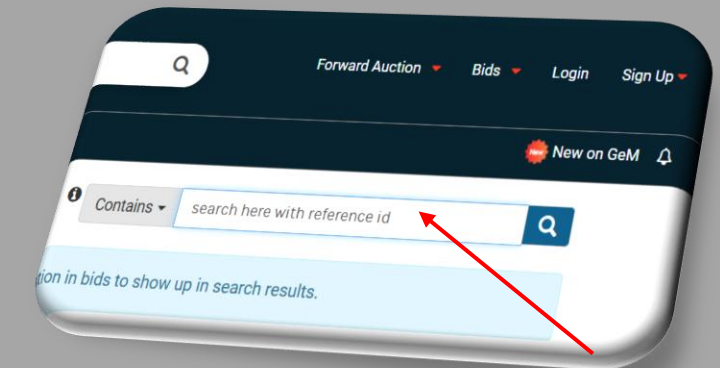 Forward Auction Bids Login Sign Up
New New on GeM
Contains search here with reference id
tion in bids to show up in search results.